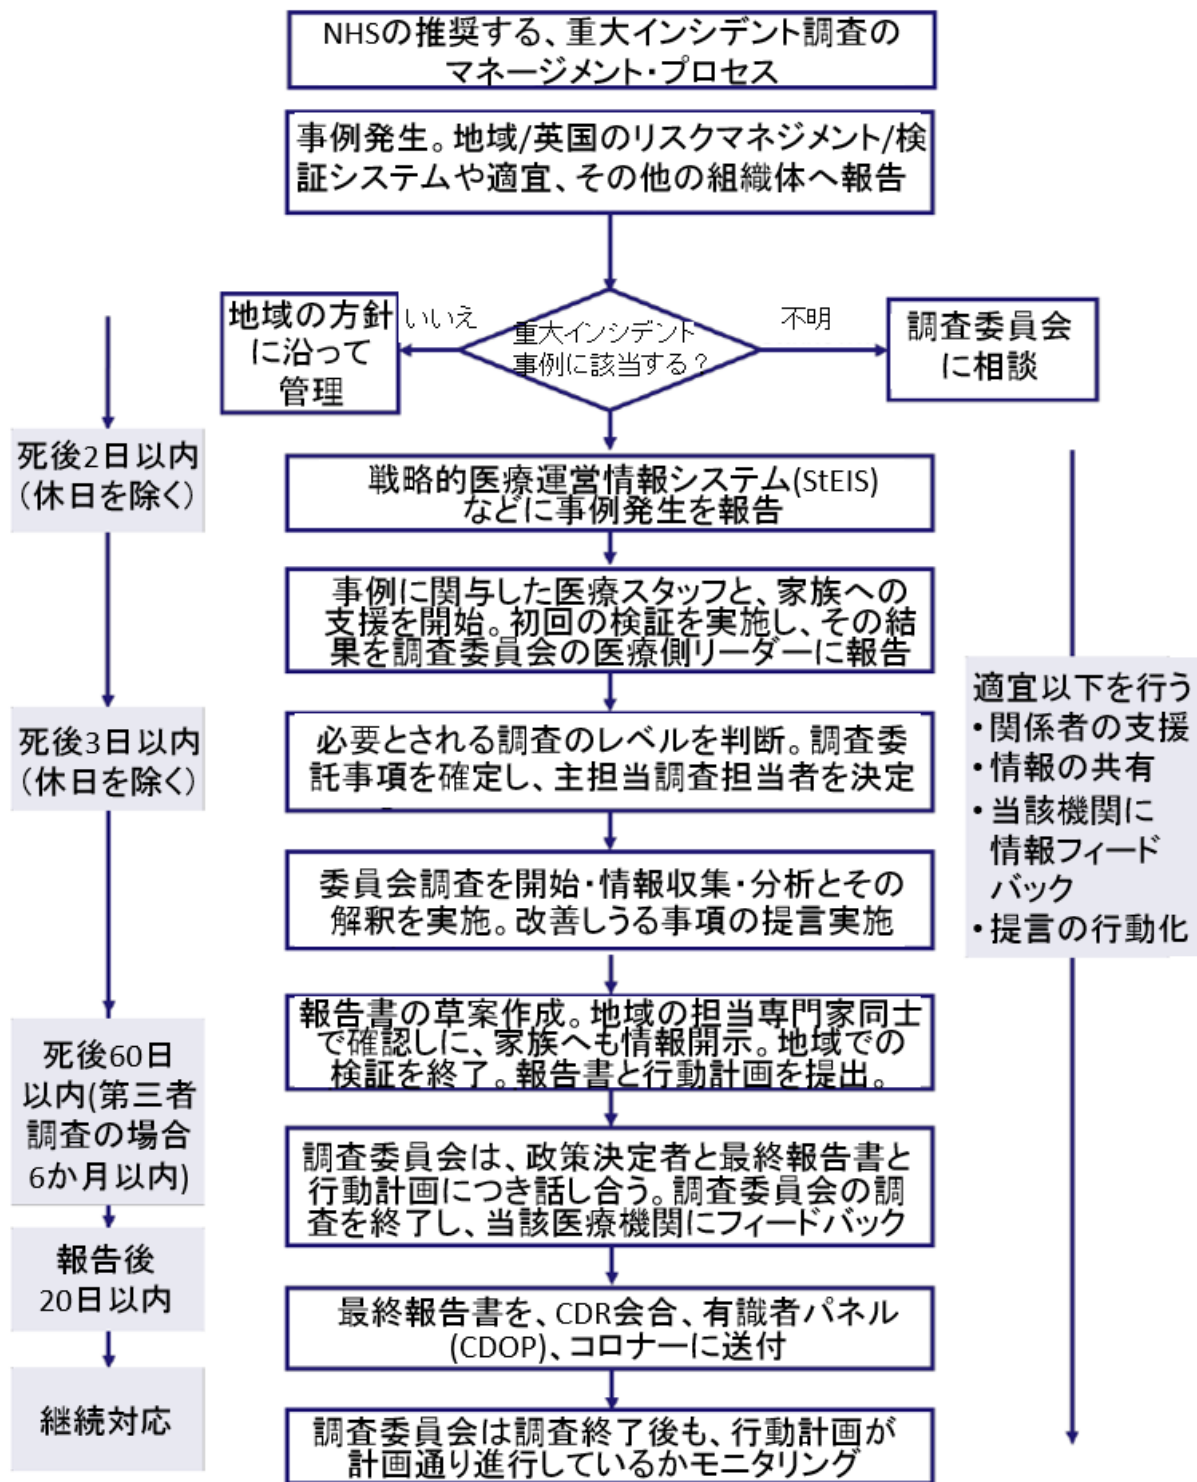 NHSの推奨する、重大インシデント調査の
マネージメント・プロセス
事例発生。地域/英国のリスクマネジメント/検
証システムや適宜、その他の組織体へ報告
地域の方針
に沿って
管理
いいえ
重大インシデント
事例に該当する？
不明
調査委員会
に相談
死後2日以内
（休日を除く）
戦略的医療運営情報システム(StEIS)
などに事例発生を報告
事例に関与した医療スタッフと、家族への
支援を開始。初回の検証を実施し、その結
果を調査委員会の医療側リーダーに報告
死後3日以内
（休日を除く）
必要とされる調査のレベルを判断。調査委
託事項を確定し、主担当調査担当者を決定
適宜以下を行う
・関係者の支援
・情報の共有
・当該機関に
情報フィード
バック
・提言の行動化
委員会調査を開始・情報収集・分析とその
解釈を実施。改善しうる事項の提言実施
死後60日
以内(第三者
調査の場合
6か月以内)
報告書の草案作成。地域の担当専門家同士
で確認しに、家族へも情報開示。地域での
検証を終了。報告書と行動計画を提出。
調査委員会は、政策決定者と最終報告書と
行動計画につき話し合う。調査委員会の調
査を終了し、当該医療機関にフィードバック
報告後
20日以内
最終報告書を、CDR会合、有識者パネル
(CDOP)、コロナーに送付
継続対応
調査委員会は調査終了後も、行動計画が
計画通り進行しているかモニタリング